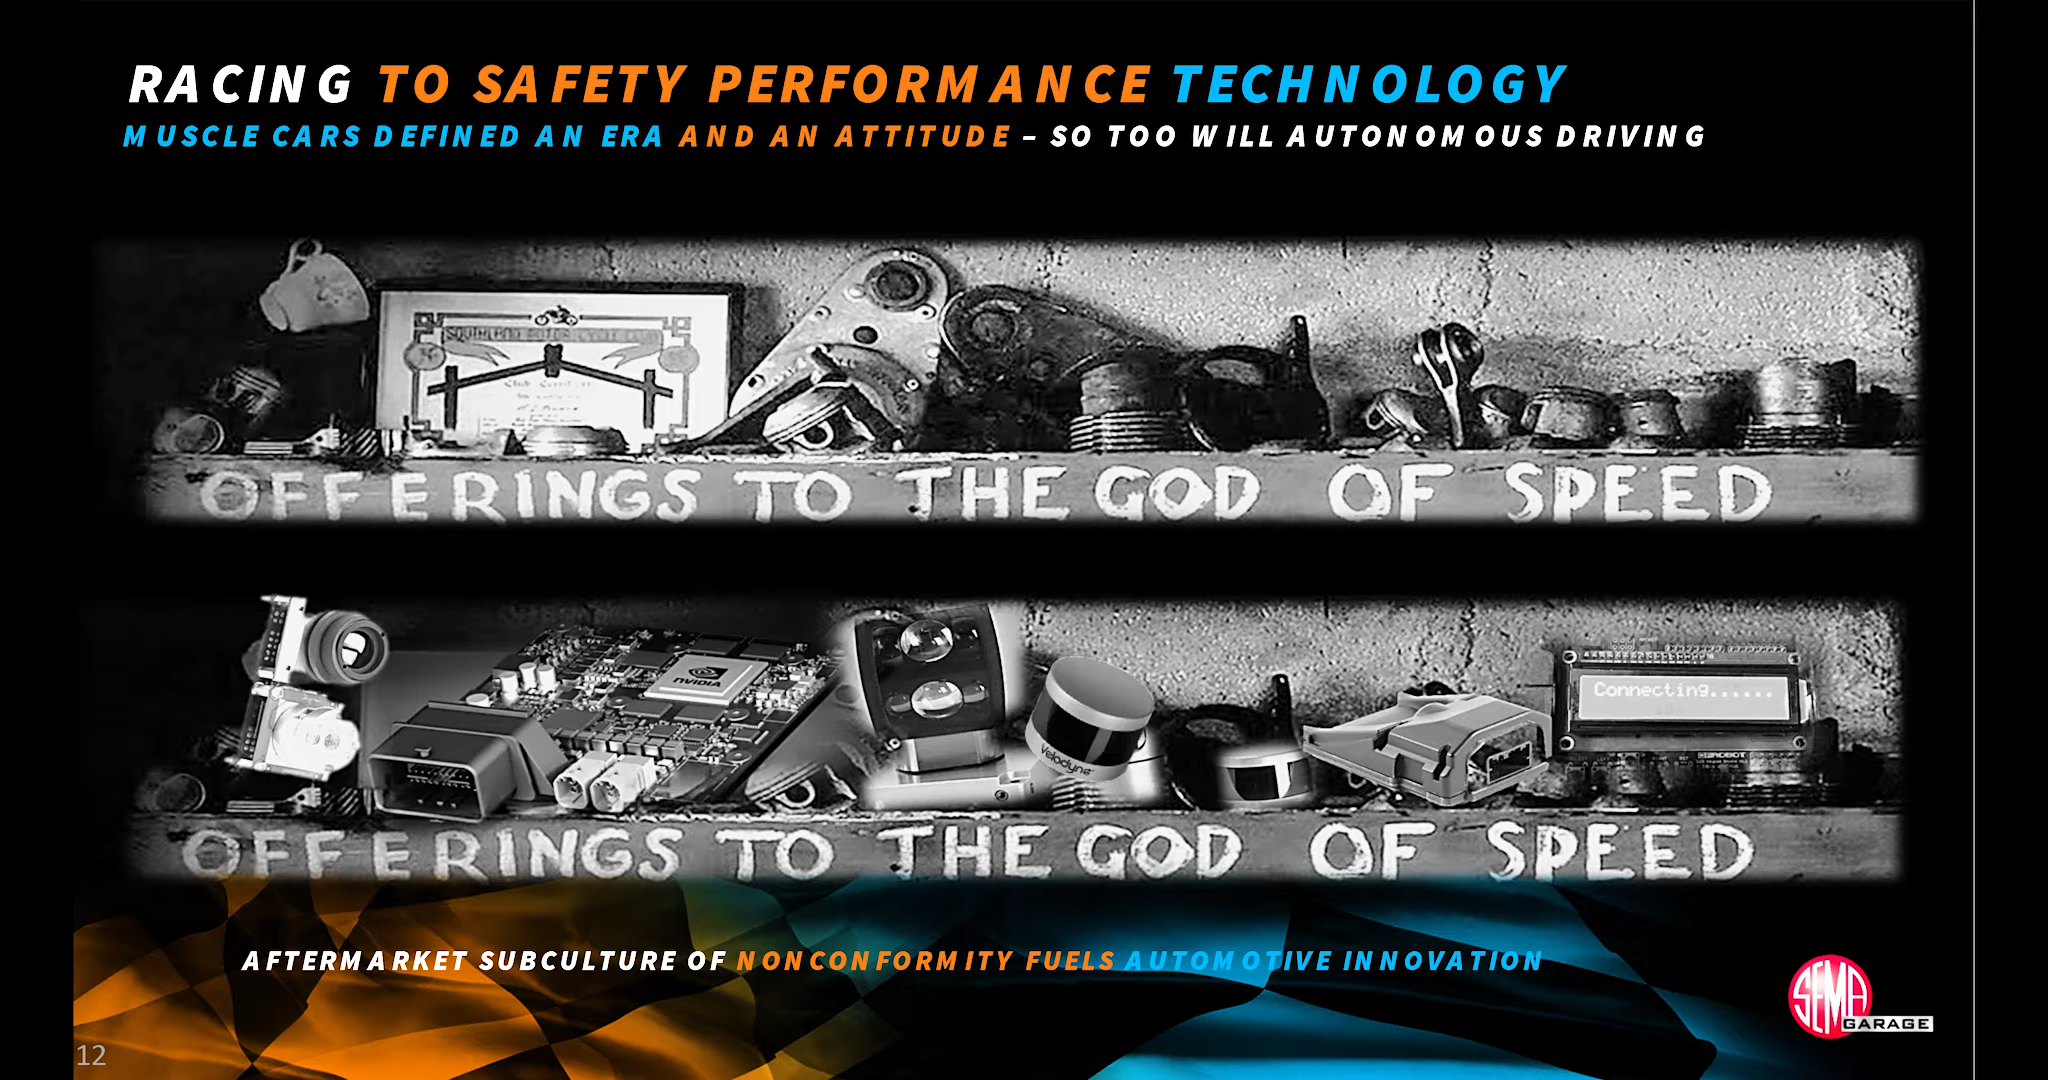 RACING TO SAFETY PERFORMANCE TECHNOLOGY
MUSCLE CARS DEFINED AN ERA AND AN ATTITUDE – SO TOO WILL AUTONOMOUS DRIVING
OFFERINGS TO THE GOD OF SPEED
NVIDIA
Velodyne
Connecting......
OFFERINGS TO THE GOD OF SPEED
AFTERMARKET SUBCULTURE OF NONCONFORMITY FUELS AUTOMOTIVE INNOVATION
SEMA
GARAGE
12